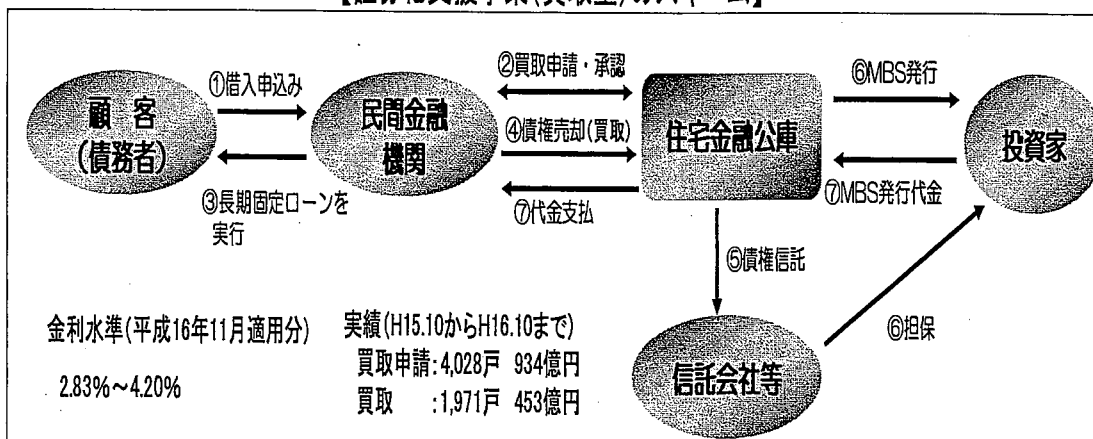 ①借入申込み
②買取申請・承認
⑥MBS発行
顧 客
(債務者)
民間金融
機関
④債権売却(買取)
住宅金融公庫
投資家
③長期固定ローンを
実行
⑦代金支払
⑦MBS発行代金
⑤債権信託
金利水準(平成16年11月適用分)
2.83%～4.20%
実績(H15.10からH16.10まで)
買取申請:4,028戸 934億円
買取 :1,971戸 453億円
⑥担保
信託会社等